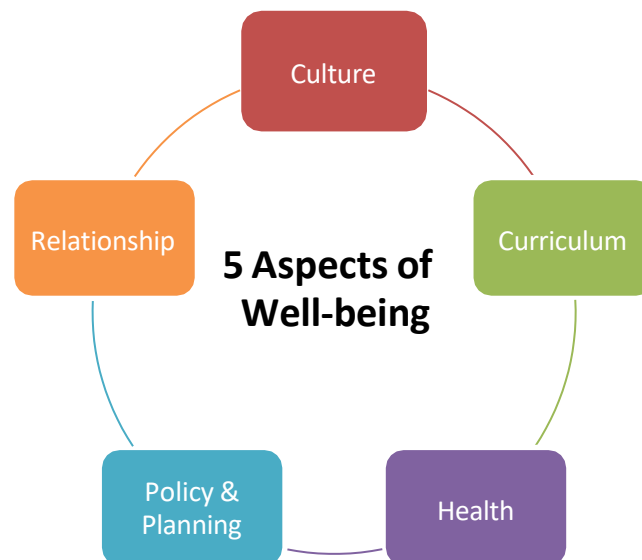 Culture
Relationship
Curriculum
5 Aspects of
Well-being
Policy &
Planning
Health